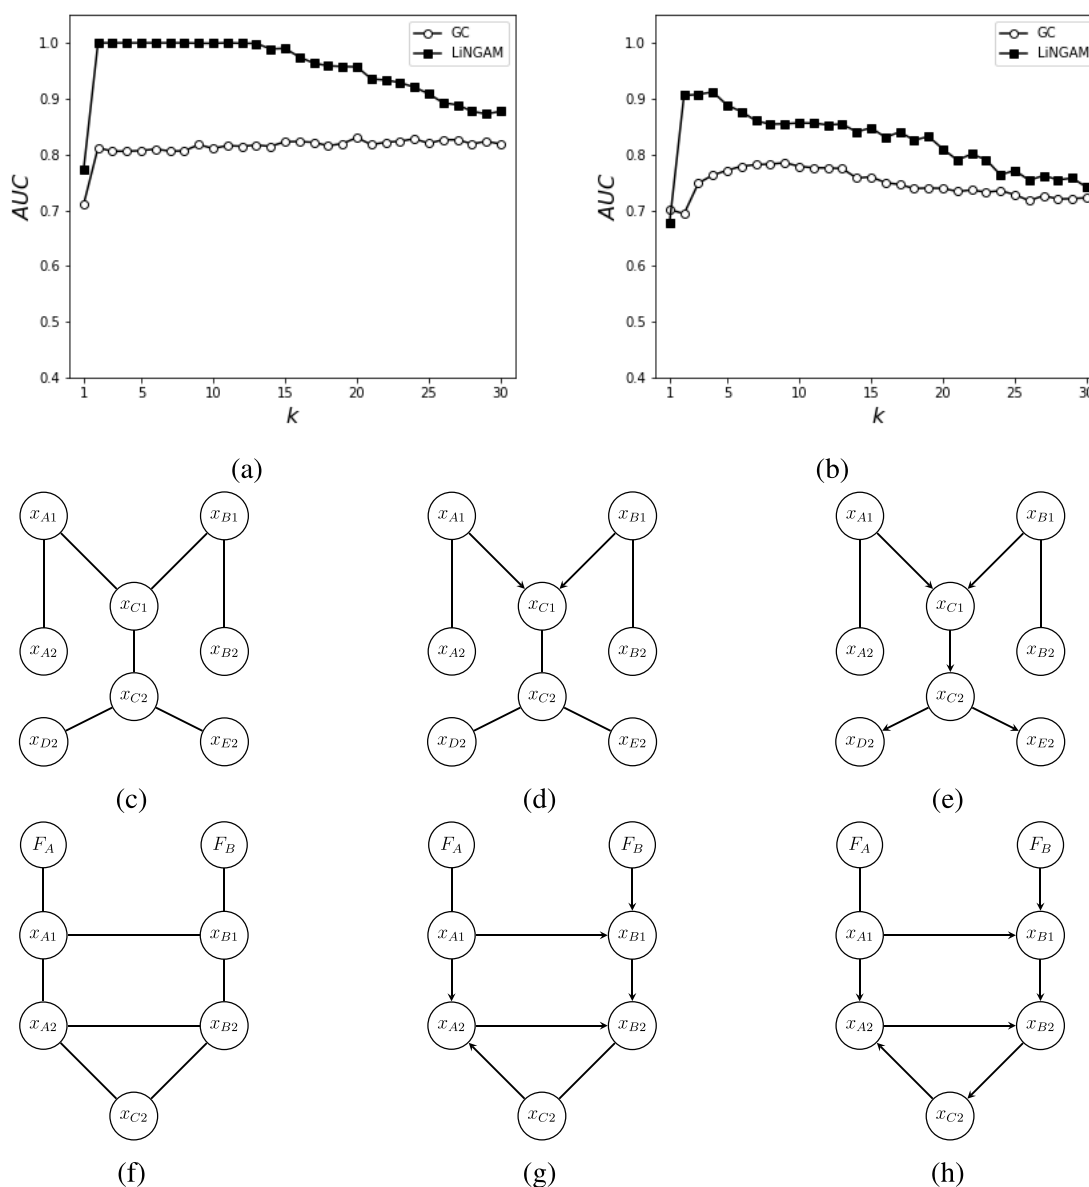 GC
LiNGAM
1.0
0.9
0.8
0.7
0.6
0.5
0.4
AUC
1 5 10 15 20 25 30
k
(a)
GC
LiNGAM
1.0
0.9
0.8
0.7
0.6
0.5
0.4
AUC
1 5 10 15 20 25 30
k
(b)
x_{A1} x_{B1}
x_{C1}
x_{A2} x_{B2}
x_{C2}
x_{D2} x_{E2}
(c)
x_{A1} x_{B1}
x_{C1}
x_{A2} x_{B2}
x_{C2}
x_{D2} x_{E2}
(d)
x_{A1} x_{B1}
x_{C1}
x_{A2} x_{B2}
x_{C2}
x_{D2} x_{E2}
(e)
F_A F_B
x_{A1} x_{B1}
x_{A2} x_{B2}
x_{C2}
(f)
F_A F_B
x_{A1} x_{B1}
x_{A2} x_{B2}
x_{C2}
(g)
F_A F_B
x_{A1} x_{B1}
x_{A2} x_{B2}
x_{C2}
(h)